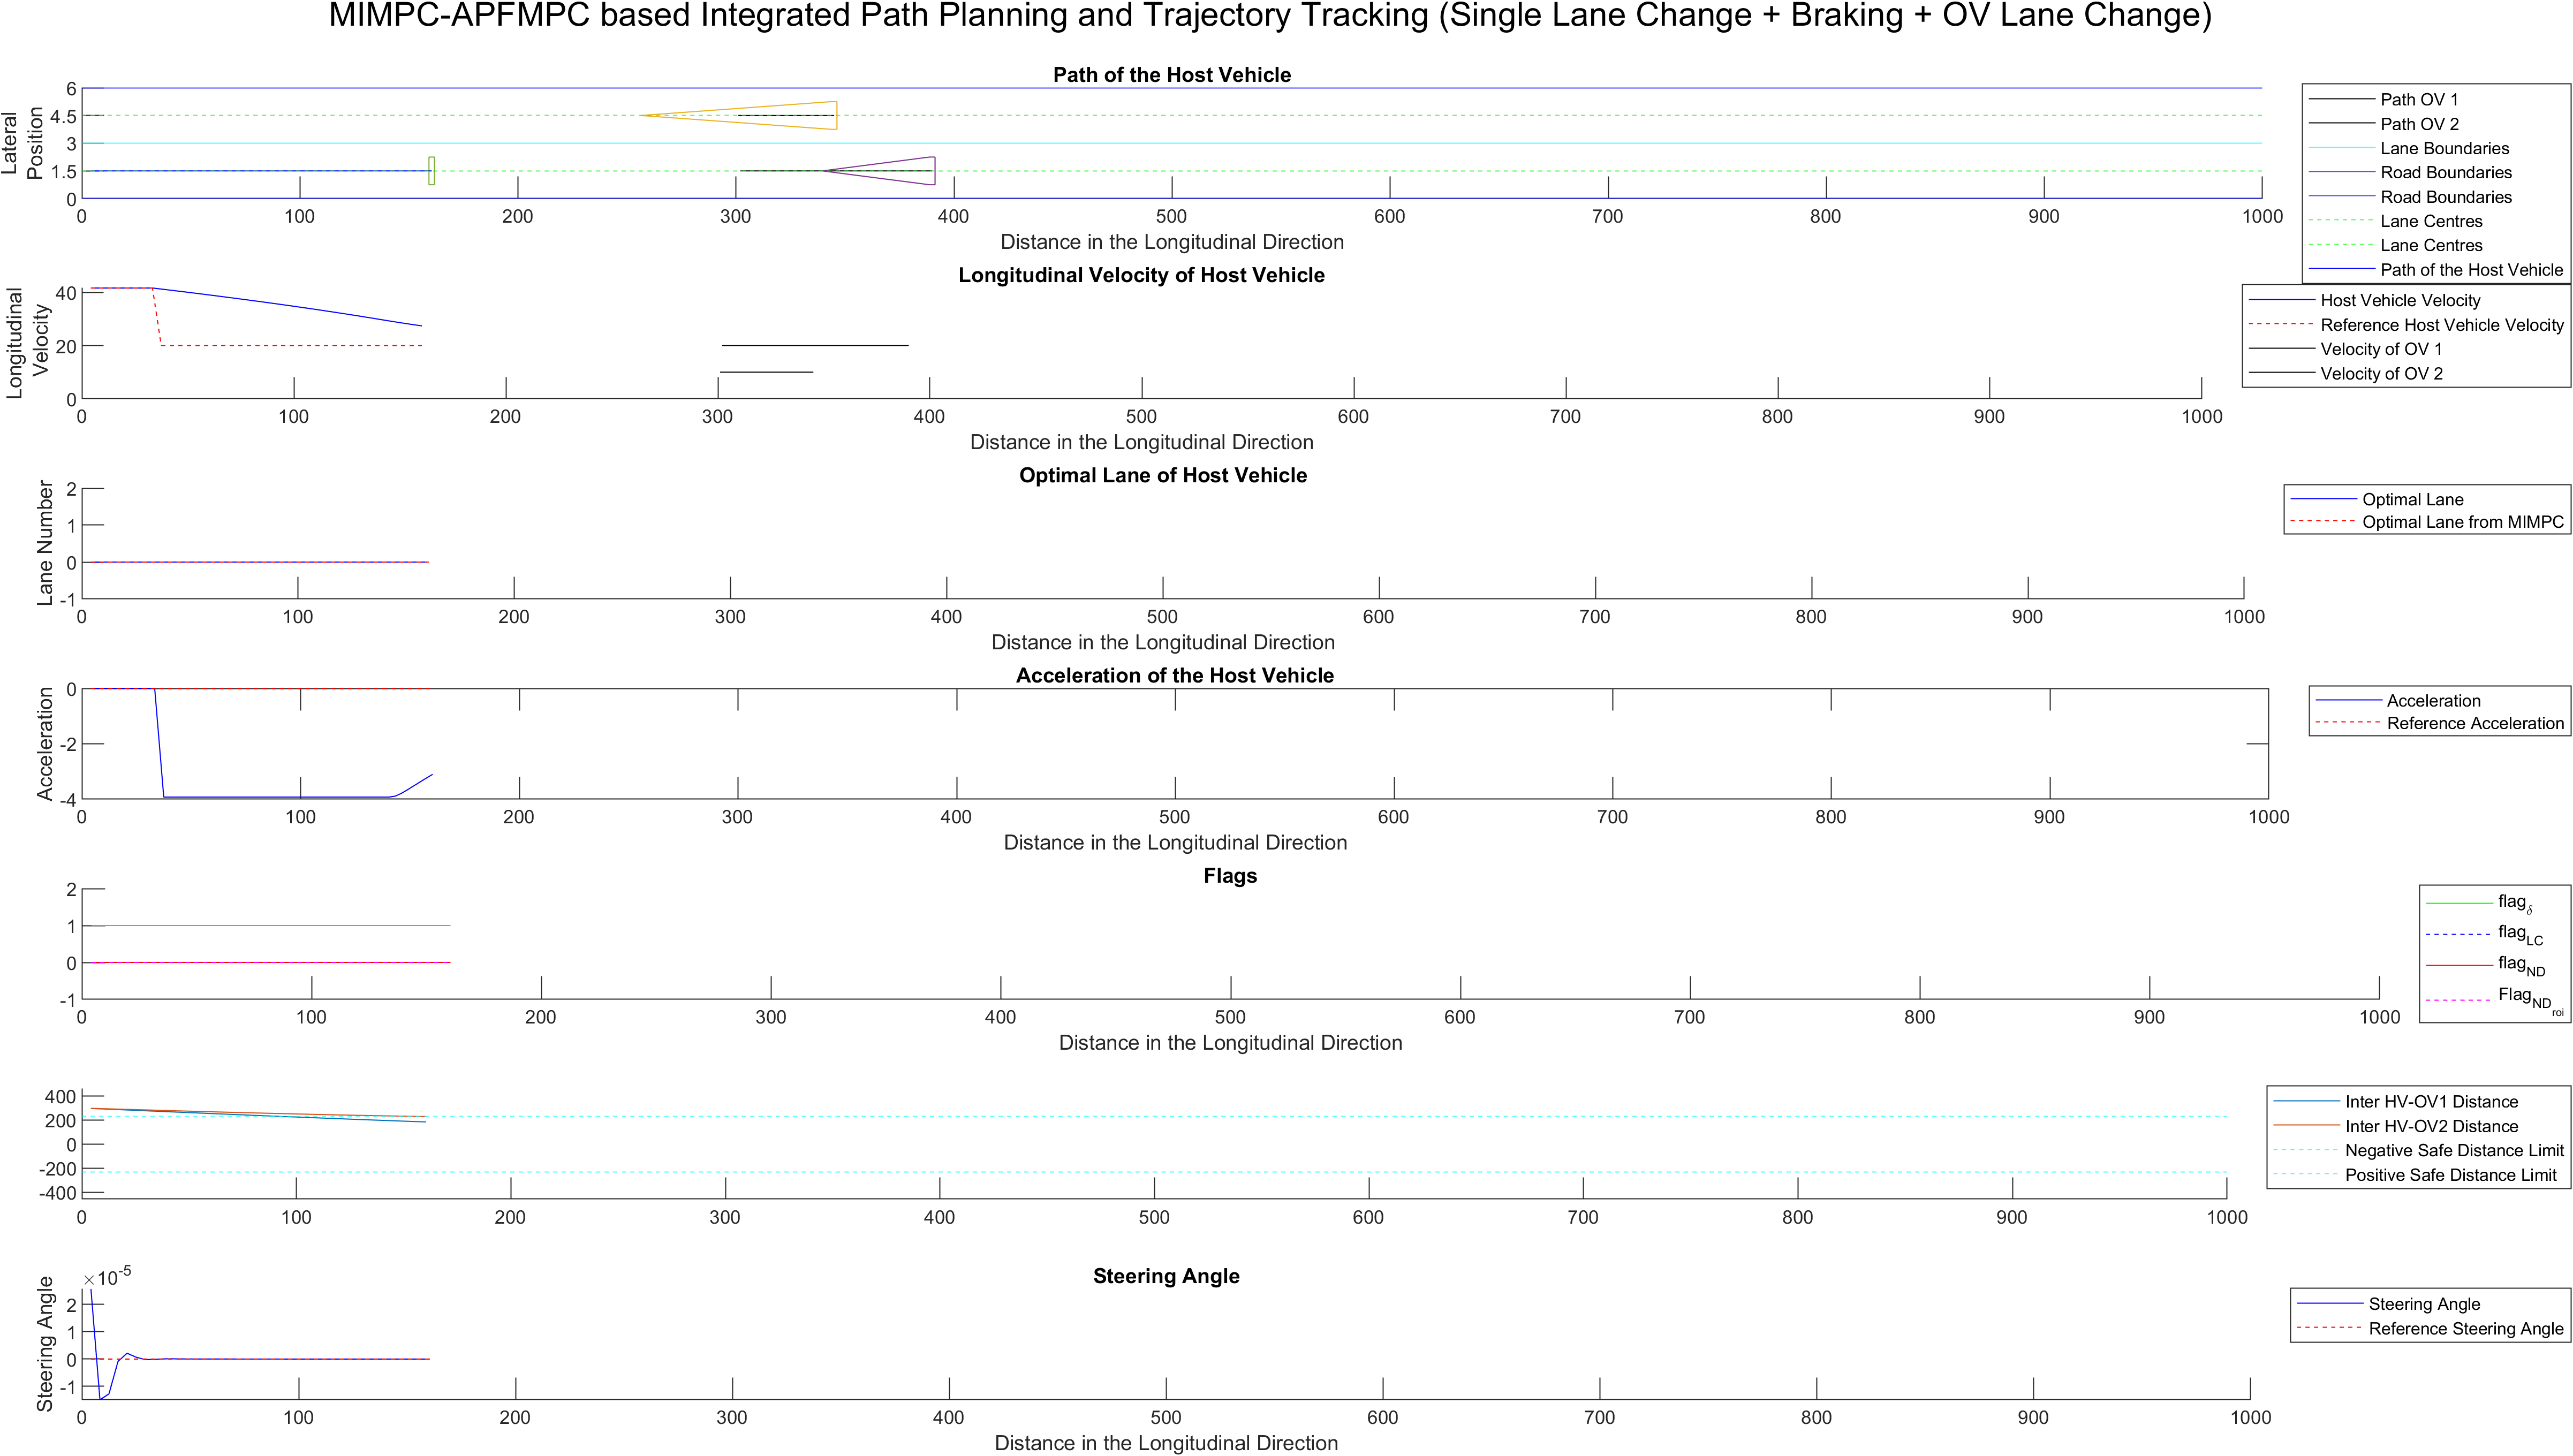 MIMPC-APFMPC based Integrated Path Planning and Trajectory Tracking (Single Lane Change + Braking + OV Lane Change)
Path of the Host Vehicle
Lateral
Position
6
4.5
3
1.5
0
0 100 200 300 400 500 600 700 800 900 1000
Distance in the Longitudinal Direction
Path OV 1
Path OV 2
Lane Boundaries
Road Boundaries
Road Boundaries
Lane Centres
Lane Centres
Path of the Host Vehicle
Longitudinal Velocity of Host Vehicle
Longitudinal
Velocity
40
20
0
0 100 200 300 400 500 600 700 800 900 1000
Distance in the Longitudinal Direction
Host Vehicle Velocity
Reference Host Vehicle Velocity
Velocity of OV 1
Velocity of OV 2
Optimal Lane of Host Vehicle
Lane Number
2
1
0
-1
0 100 200 300 400 500 600 700 800 900 1000
Distance in the Longitudinal Direction
Optimal Lane
Optimal Lane from MIMPC
Acceleration of the Host Vehicle
Acceleration
0
-2
-4
0 100 200 300 400 500 600 700 800 900 1000
Distance in the Longitudinal Direction
Acceleration
Reference Acceleration
Flags
2
1
0
-1
0 100 200 300 400 500 600 700 800 900 1000
Distance in the Longitudinal Direction
flagδ
flagLC
flagND
FlagNDroi
400
200
0
-200
-400
0 100 200 300 400 500 600 700 800 900 1000
Inter HV-OV1 Distance
Inter HV-OV2 Distance
Negative Safe Distance Limit
Positive Safe Distance Limit
Steering Angle
Steering Angle
×10-5
2
1
0
-1
0 100 200 300 400 500 600 700 800 900 1000
Distance in the Longitudinal Direction
Steering Angle
Reference Steering Angle